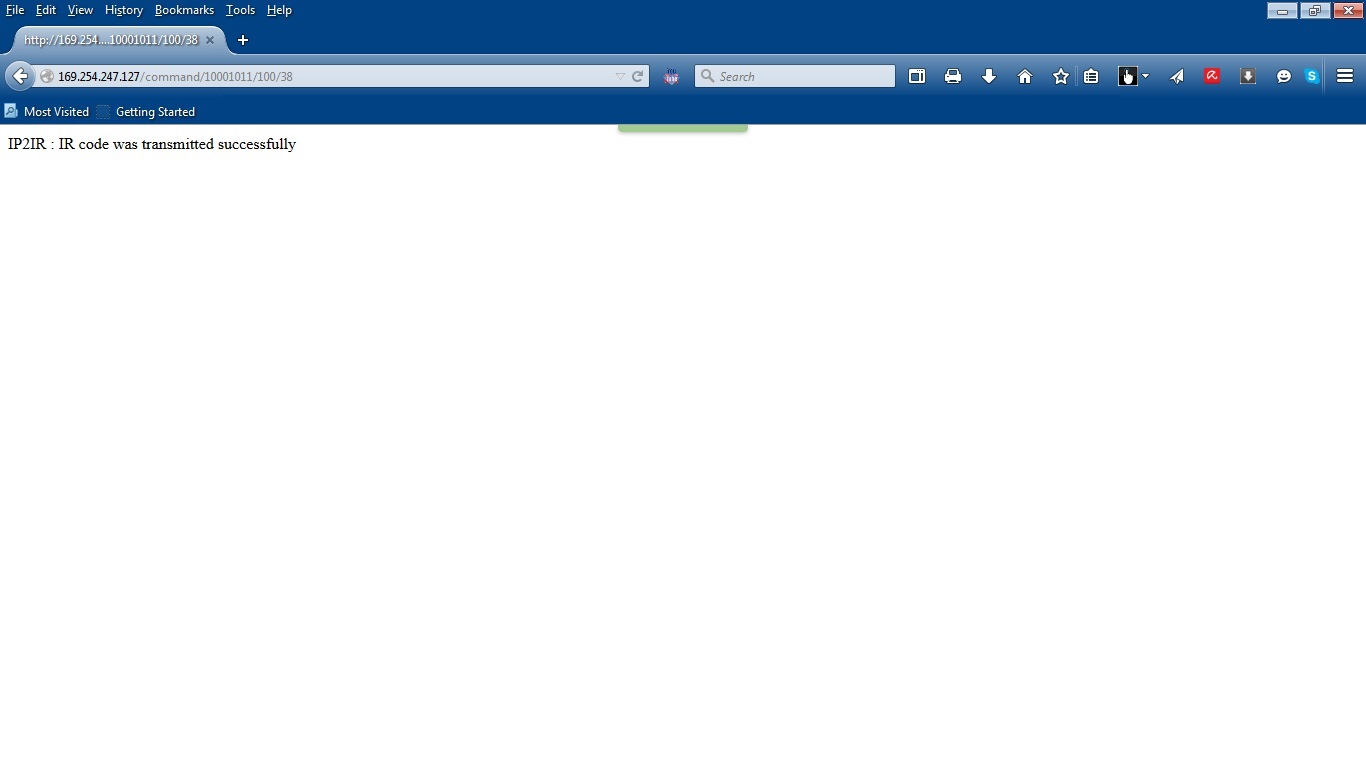 File Edit View History Bookmarks Tools Help
http://169.254....10001011/100/38
169.254.247.127/command/10001011/100/38
Search
Most Visited Getting Started
IP2IR : IR code was transmitted successfully